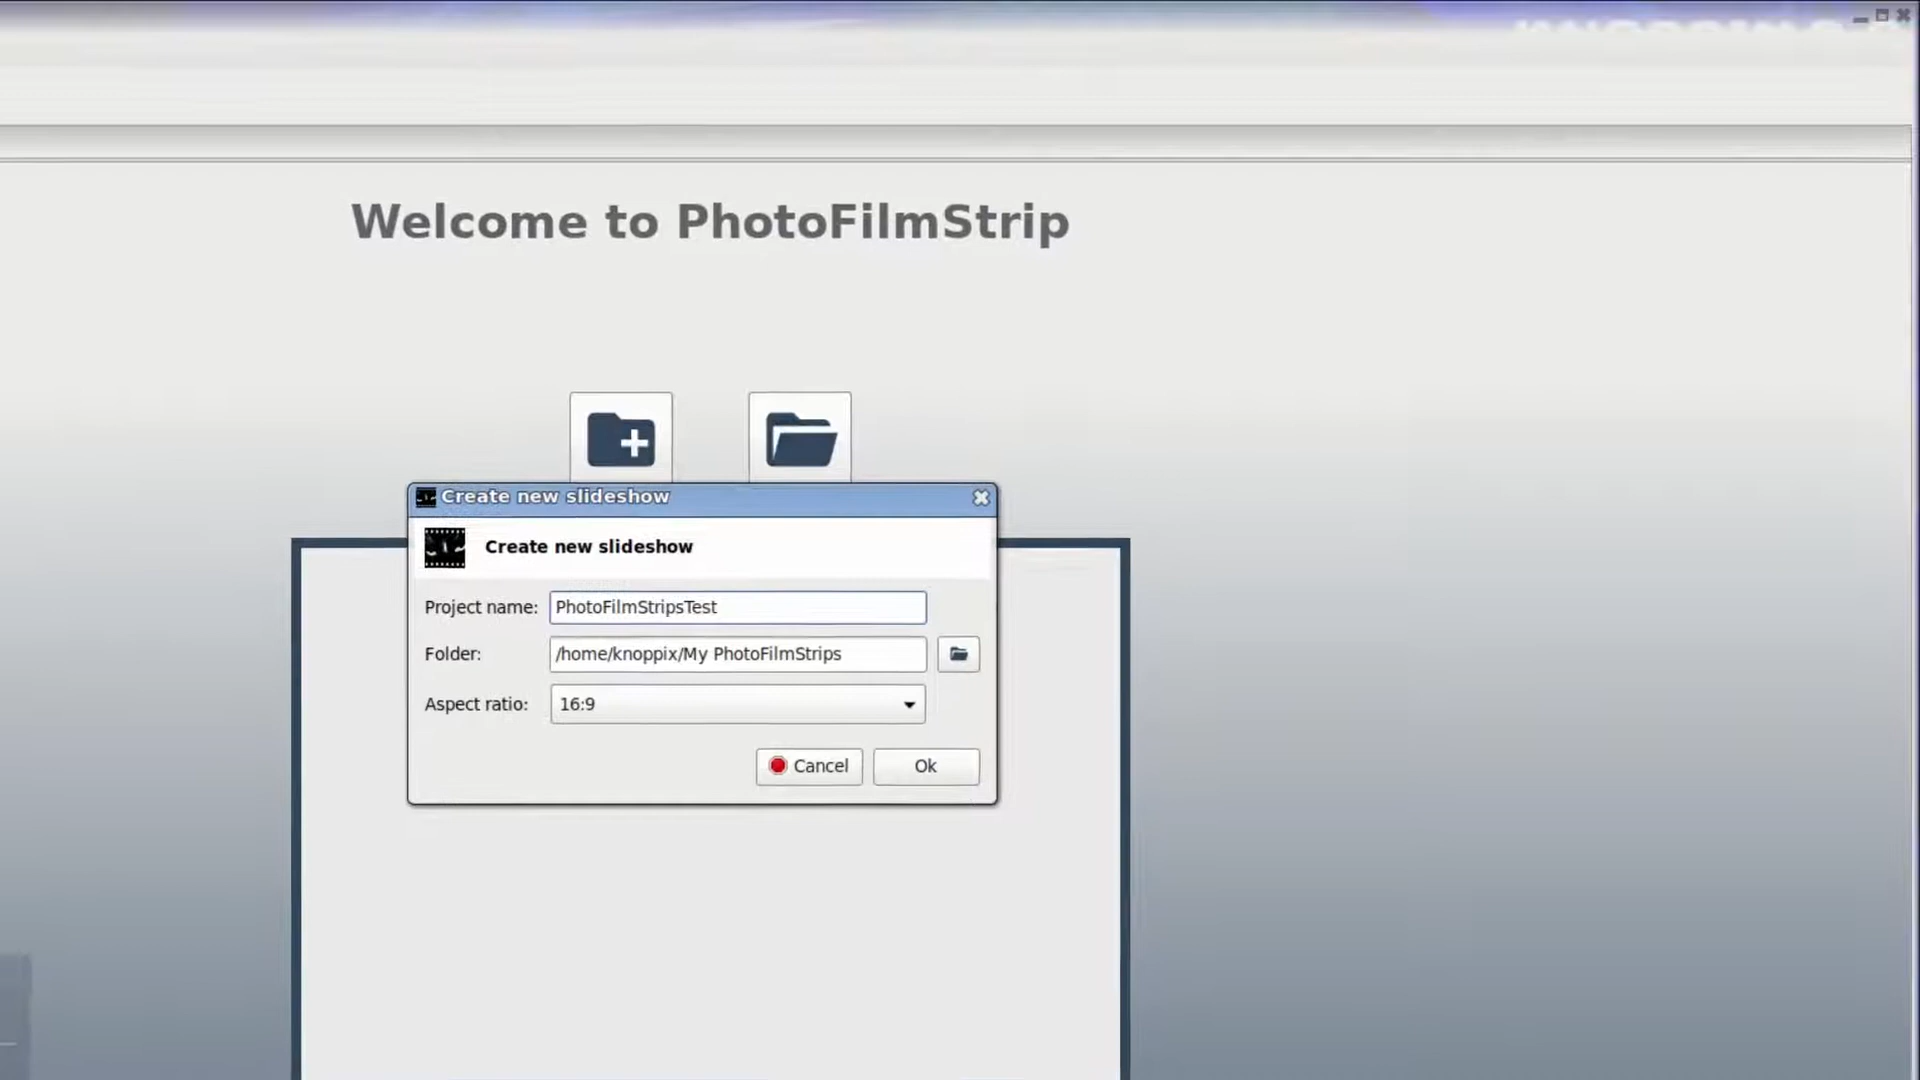 Welcome to PhotoFilmStrip
Create new slideshow
Create new slideshow
Project name: PhotoFilmStripsTest
Folder: /home/knoppix/My PhotoFilmStrips
Aspect ratio: 16:9
Cancel Ok